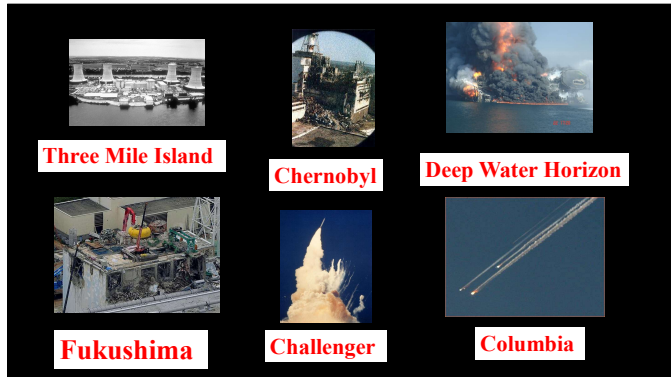 Three Mile Island
Chernobyl
Deep Water Horizon
Fukushima
Challenger
Columbia